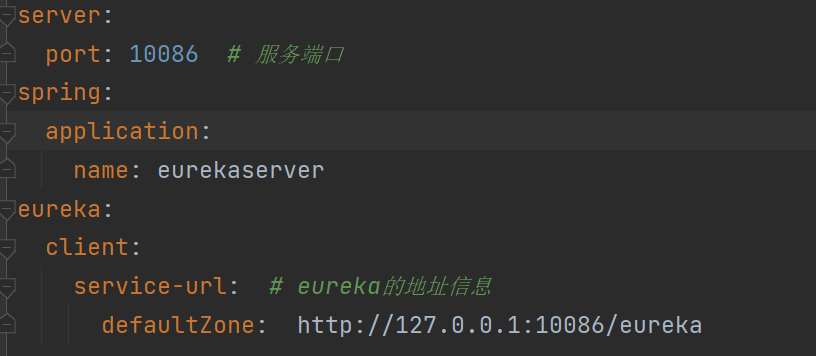 server:
  port: 10086  # 服务端口
spring:
  application:
    name: eurekaserver
eureka:
  client:
    service-url:  # eureka的地址信息
      defaultZone:  http://127.0.0.1:10086/eureka